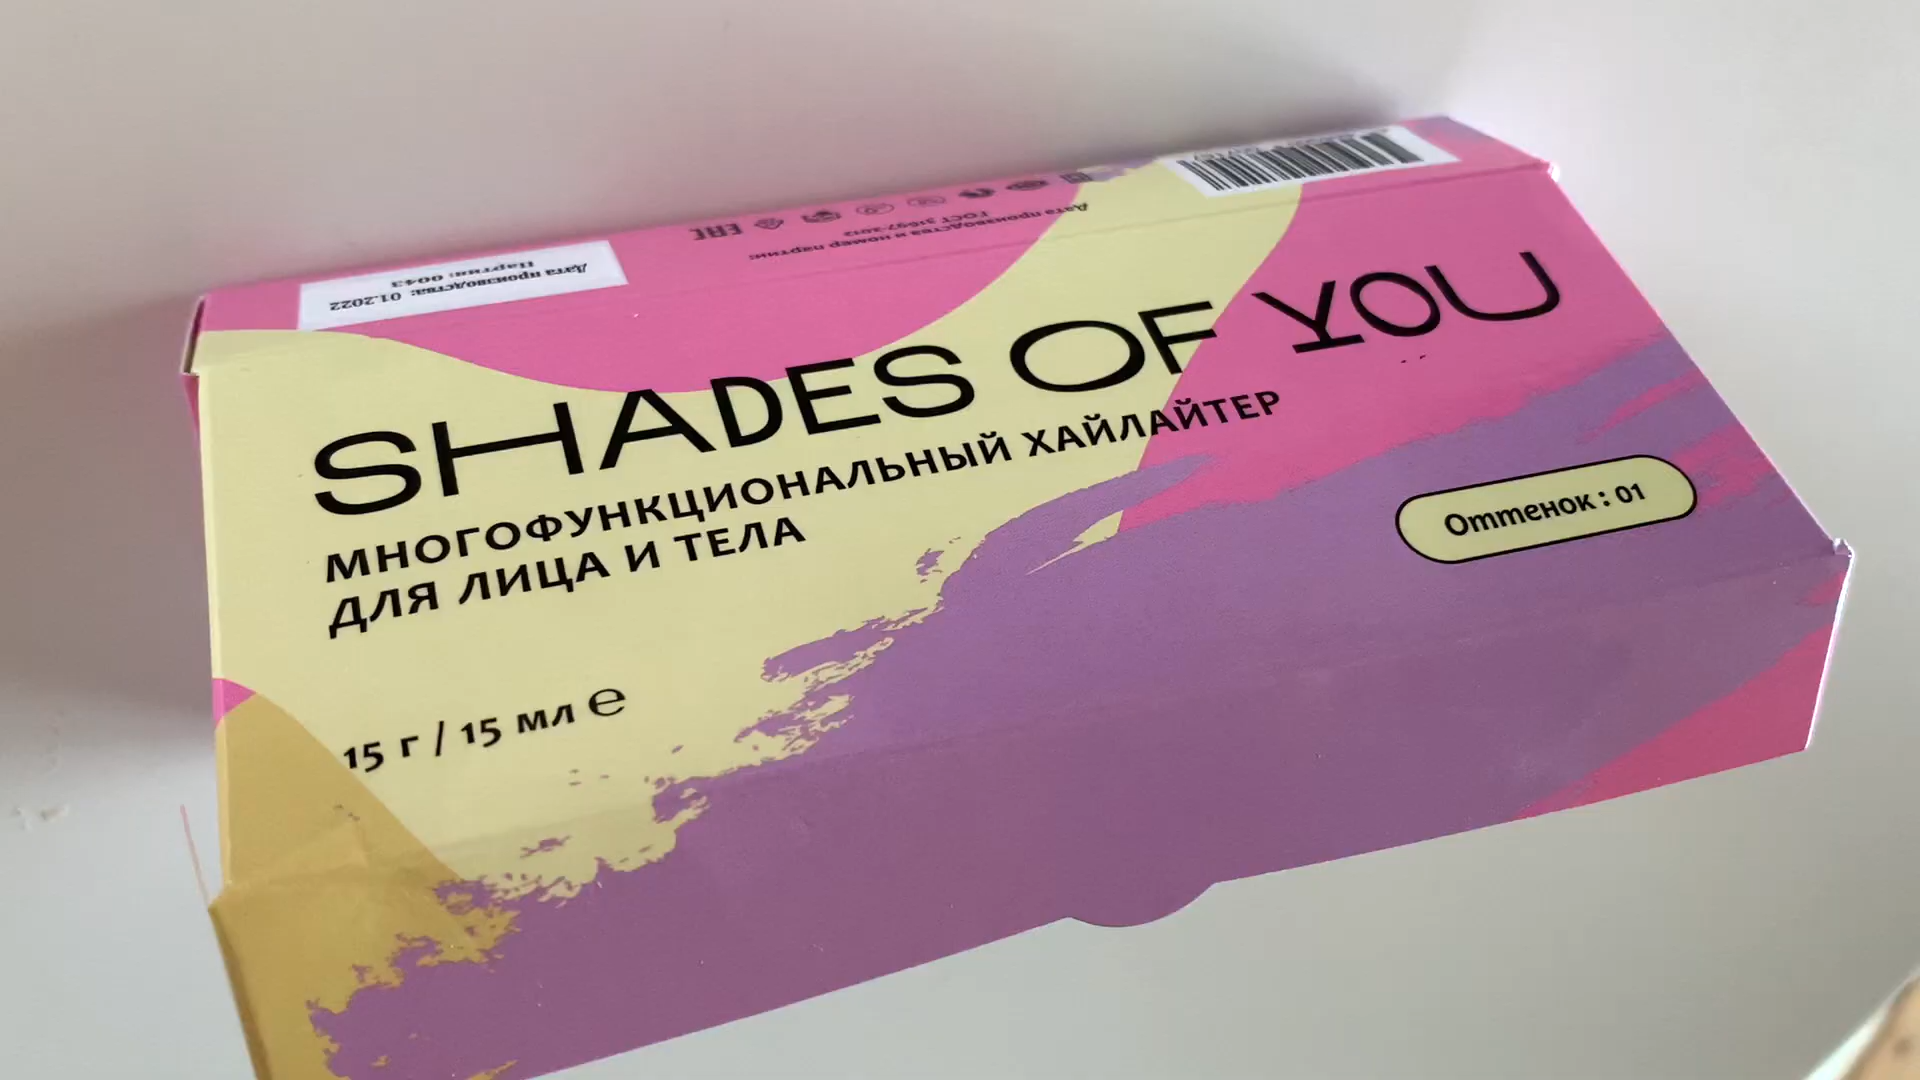 SHADES OF YOU
МНОГОФУНКЦИОНАЛЬНЫЙ ХАЙЛАЙТЕР
ДЛЯ ЛИЦА И ТЕЛА
Оттенок : 01
15 г / 15 мл ℮
Дата производства: 01.2022
Партия: 0043
Дата производства и номер партии:
ГОСТ 31697-2012
EAC